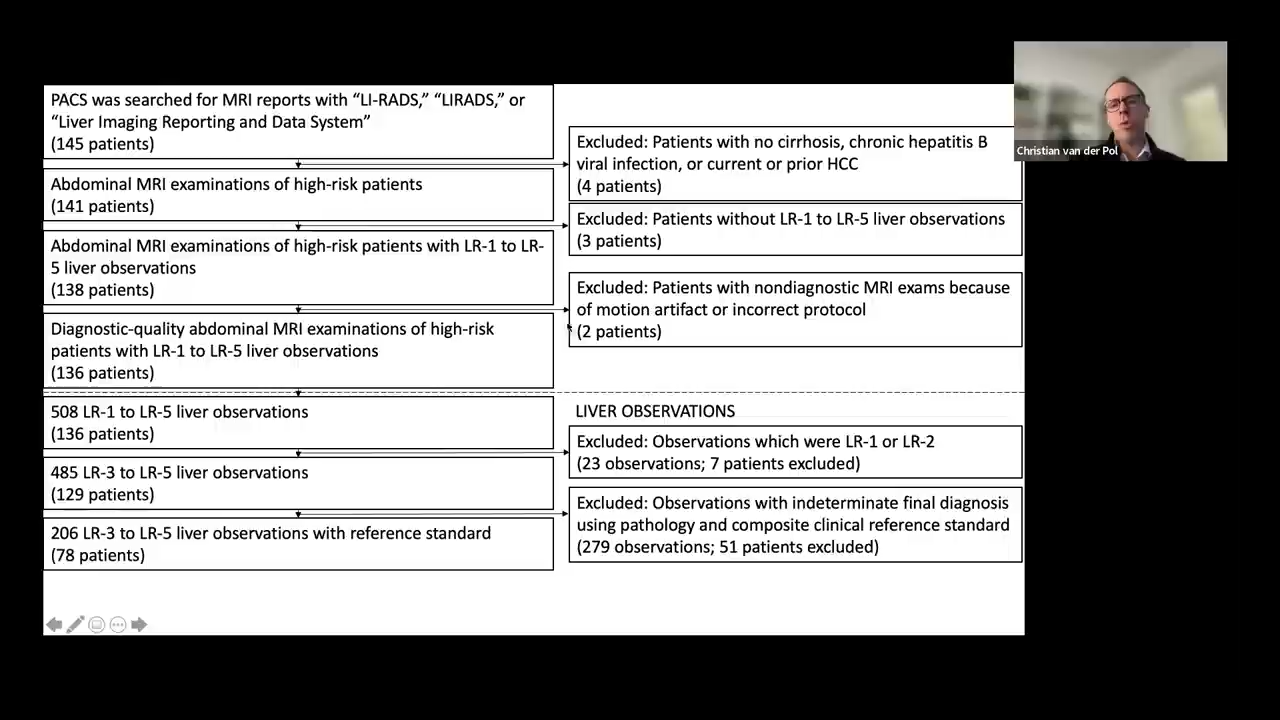 PACS was searched for MRI reports with “LI-RADS,” “LIRADS,” or
“Liver Imaging Reporting and Data System”
(145 patients)
Excluded: Patients with no cirrhosis, chronic hepatitis B
viral infection, or current or prior HCC
(4 patients)
Abdominal MRI examinations of high-risk patients
(141 patients)
Excluded: Patients without LR-1 to LR-5 liver observations
(3 patients)
Abdominal MRI examinations of high-risk patients with LR-1 to LR-
5 liver observations
(138 patients)
Excluded: Patients with nondiagnostic MRI exams because
of motion artifact or incorrect protocol
(2 patients)
Diagnostic-quality abdominal MRI examinations of high-risk
patients with LR-1 to LR-5 liver observations
(136 patients)
508 LR-1 to LR-5 liver observations
(136 patients)
LIVER OBSERVATIONS
Excluded: Observations which were LR-1 or LR-2
(23 observations; 7 patients excluded)
485 LR-3 to LR-5 liver observations
(129 patients)
Excluded: Observations with indeterminate final diagnosis
using pathology and composite clinical reference standard
(279 observations; 51 patients excluded)
206 LR-3 to LR-5 liver observations with reference standard
(78 patients)
Christian van der Pol